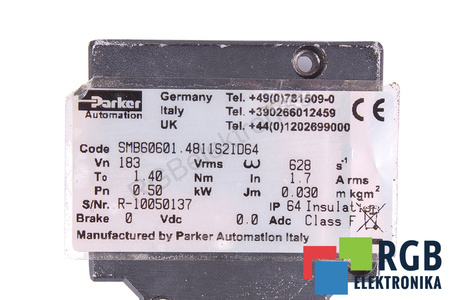 Parker
Automation
Germany Tel. +49(0)781509-0
Italy Tel. +390266012459
UK Tel. +44(0)1202699000
CE
Code SMB60601.4811S2ID64
Vn 183 Vrms ω 628 s-1
To 1.40 Nm In 1.7 Arms
Pn 0.50 kW Jm 0.030 mkgm2
S/Nr. R-10050137 IP 64 Insulation
Brake 0 Vdc 0.0 Adc Class F
Manufactured by Parker Automation Italy
RGB
ELEKTRONIKA